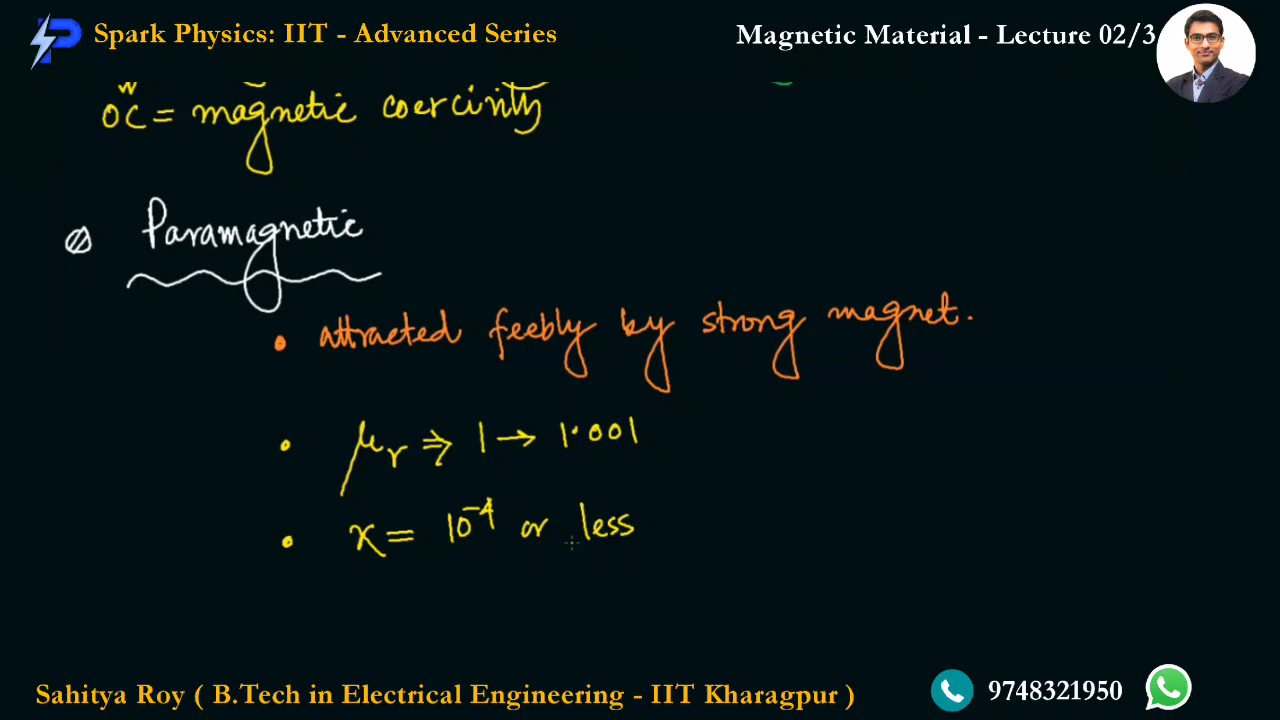 Spark Physics: IIT - Advanced Series
Magnetic Material - Lecture 02/3
OC = magnetic coercivity
Paramagnetic
• attracted feebly by strong magnet.
• μr ⇒ 1 → 1.001
• χ = 10⁻⁴ or less
Sahitya Roy ( B.Tech in Electrical Engineering - IIT Kharagpur )
9748321950